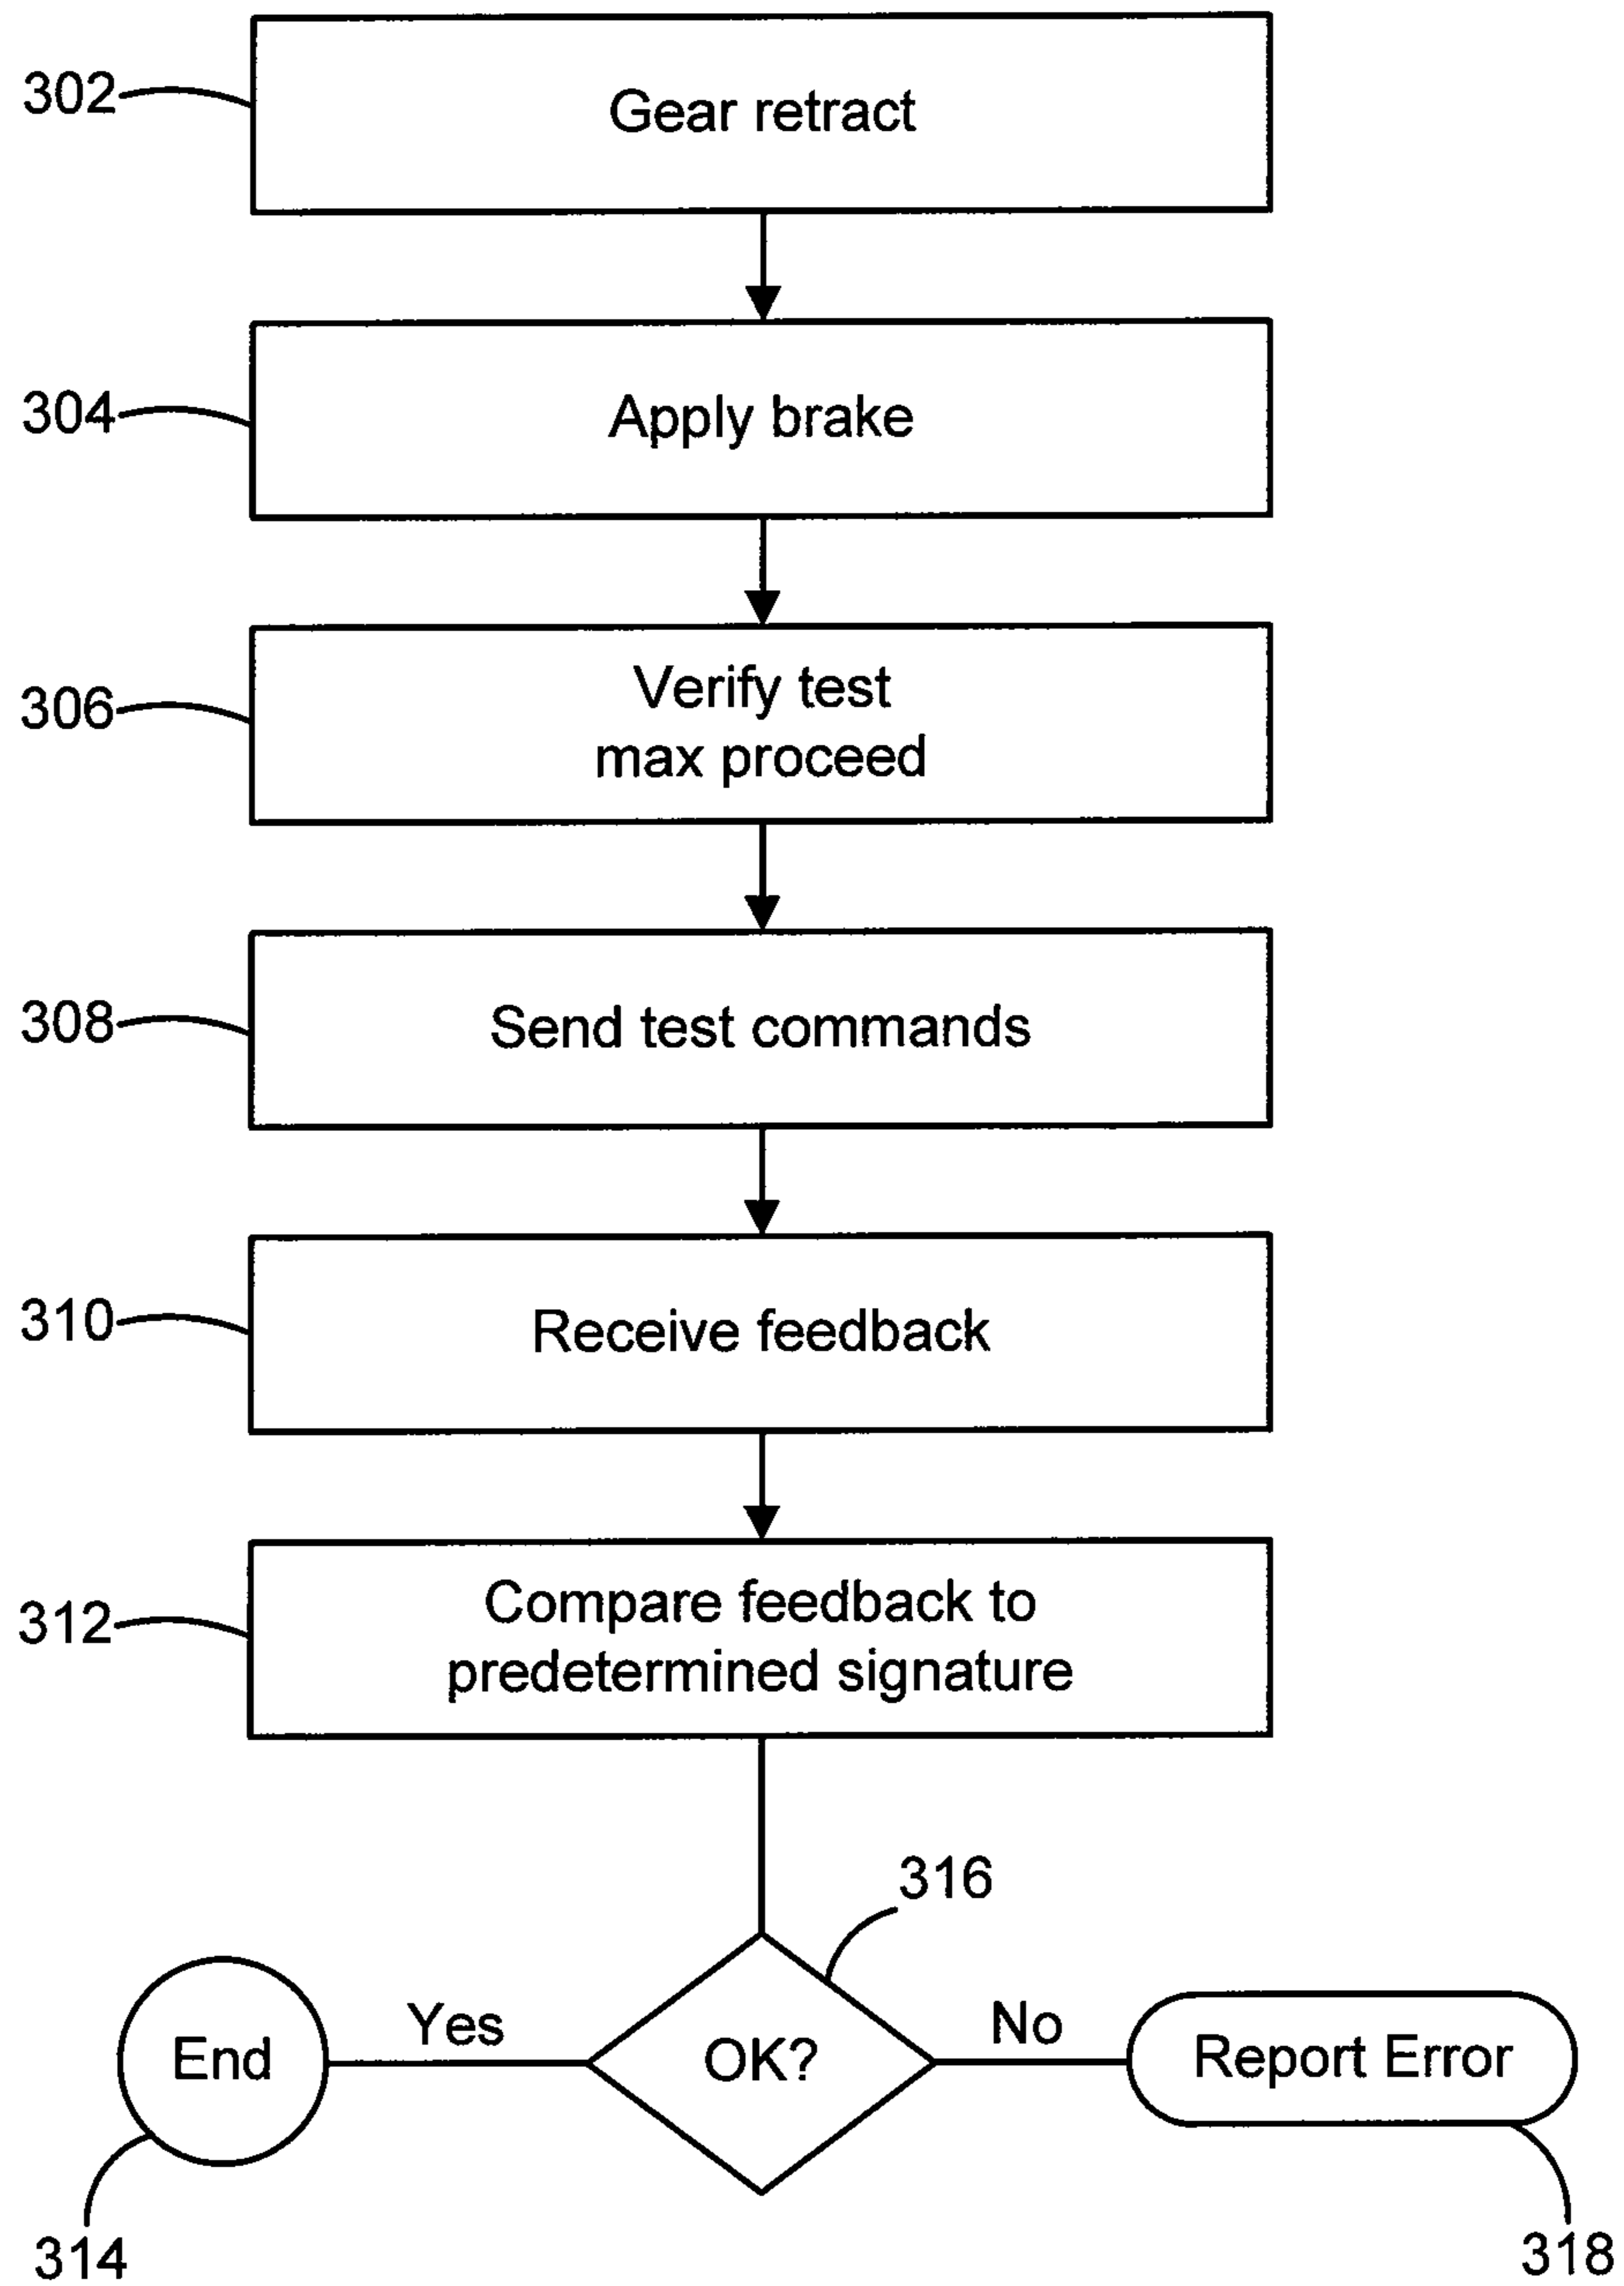 302
Gear retract
304
Apply brake
306
Verify test
max proceed
308
Send test commands
310
Receive feedback
312
Compare feedback to
predetermined signature
316
End
Yes
OK?
No
Report Error
314
318